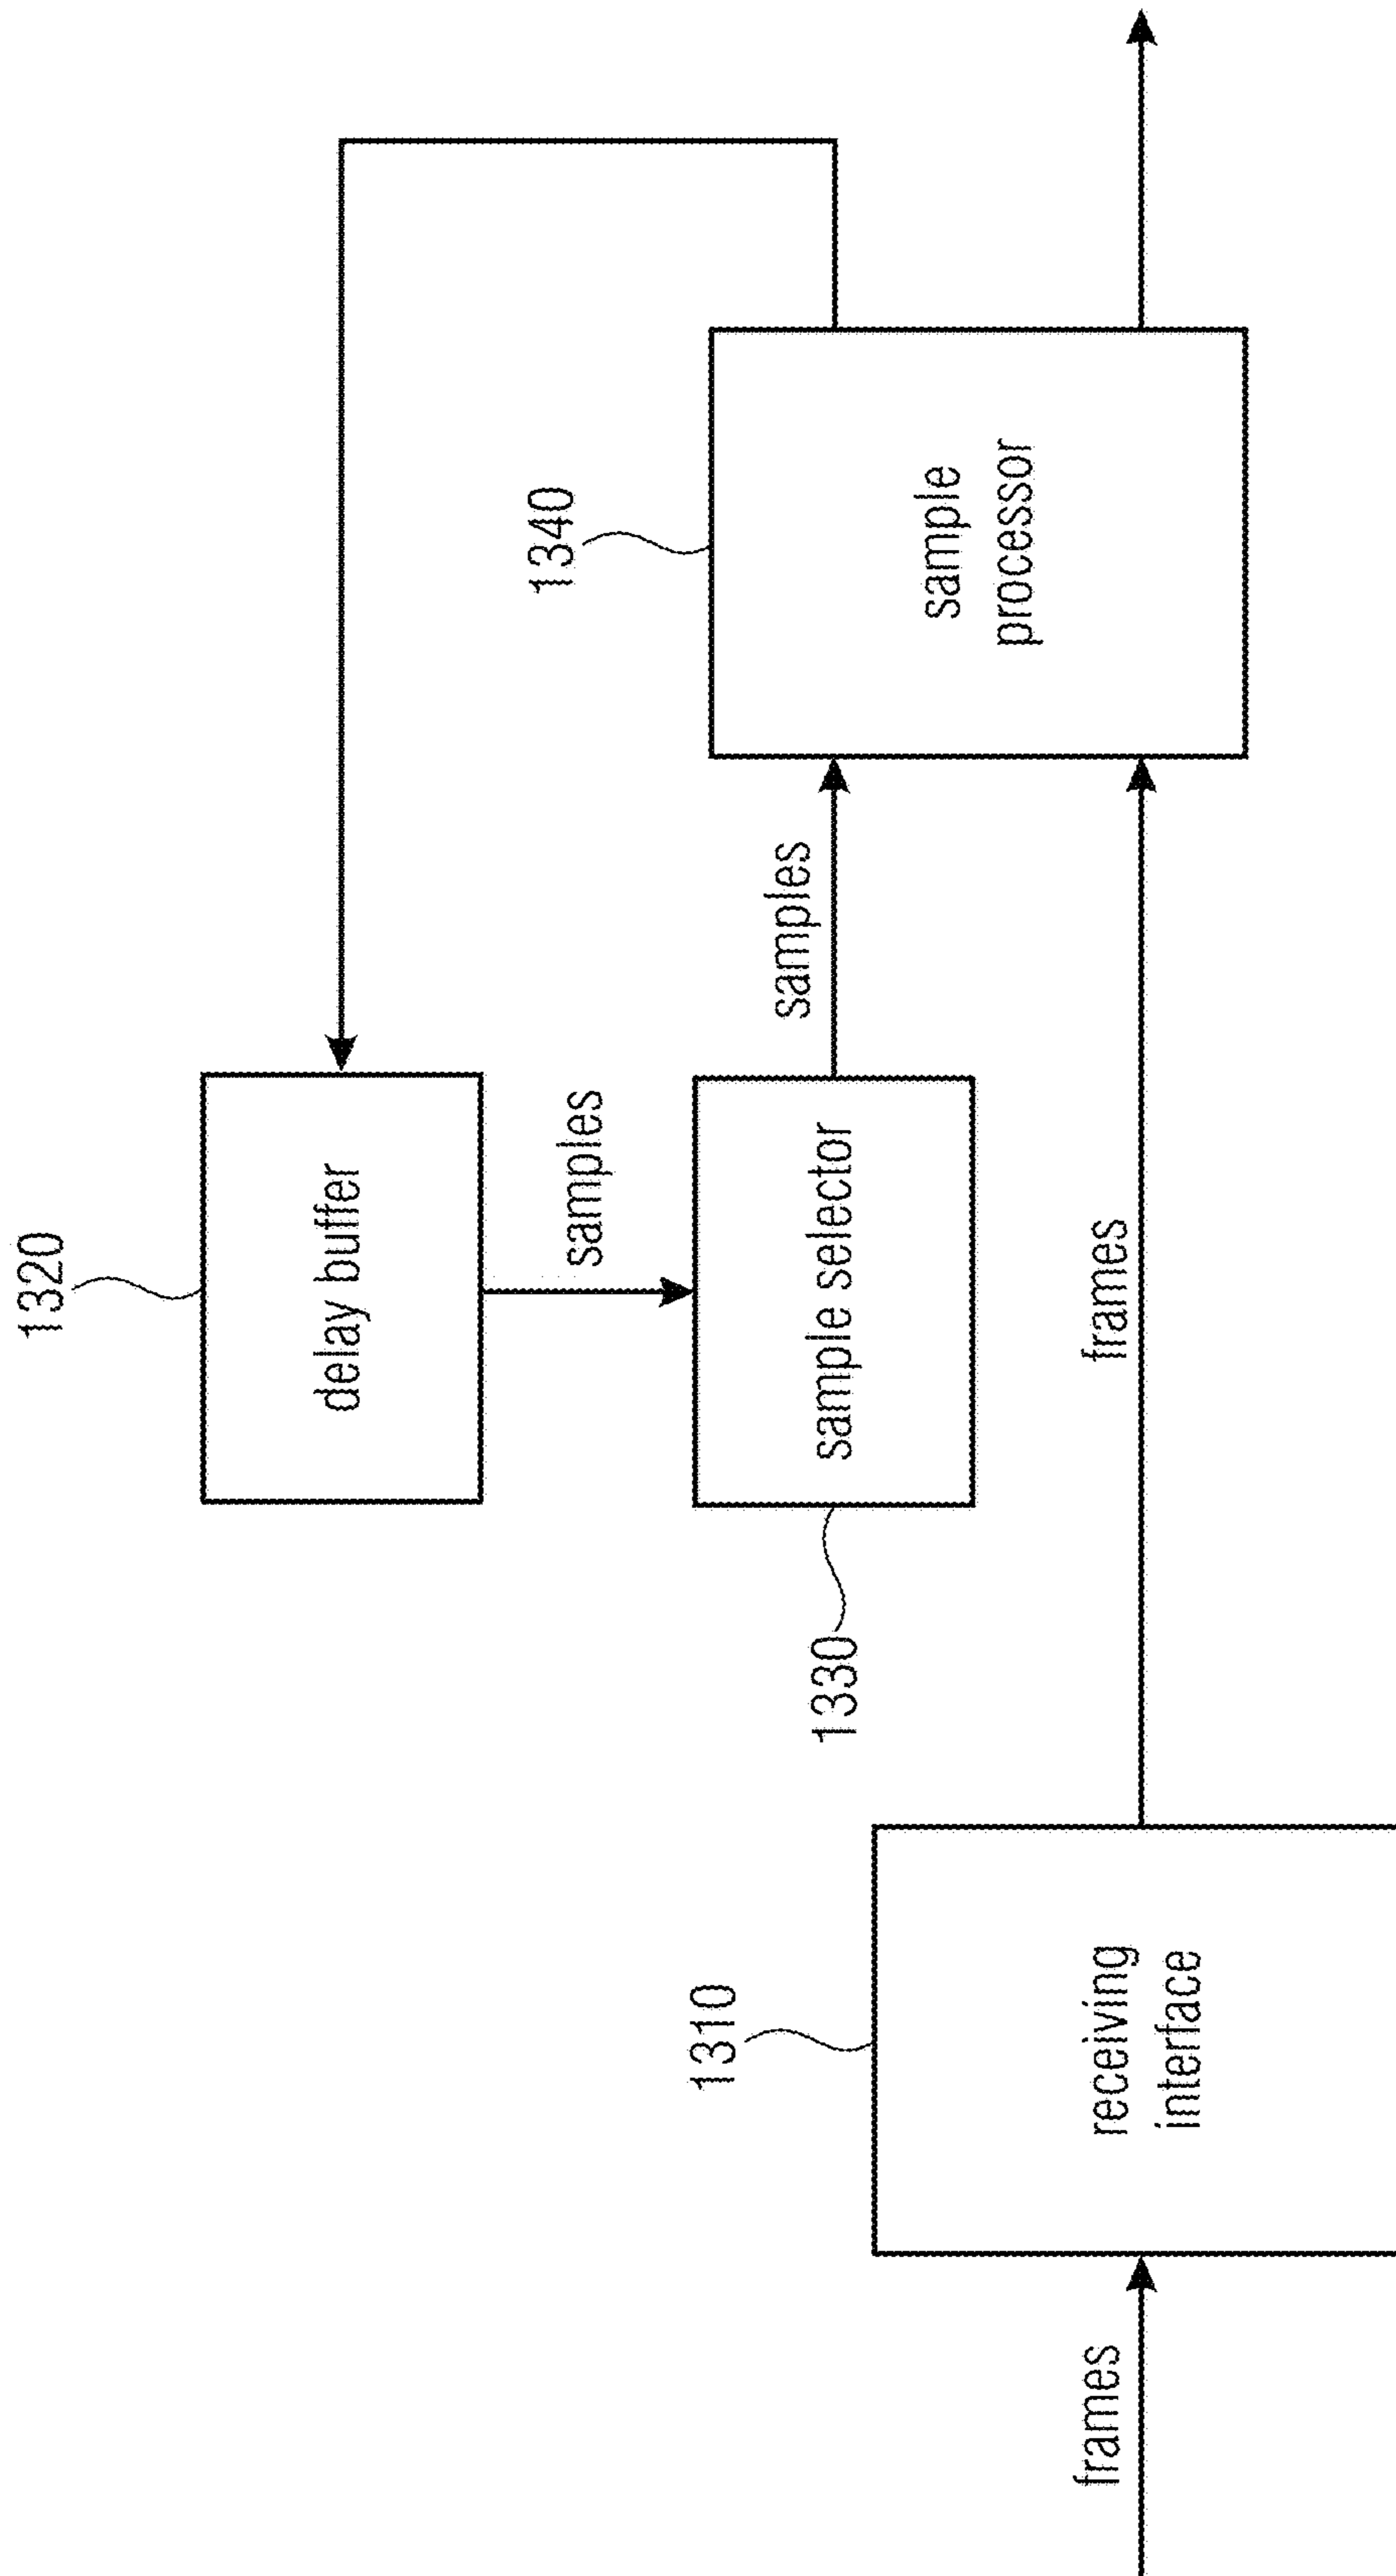 1320
delay buffer
samples
1340
samples
sample selector
sample
processor
1330
1310
frames
receiving
interface
frames